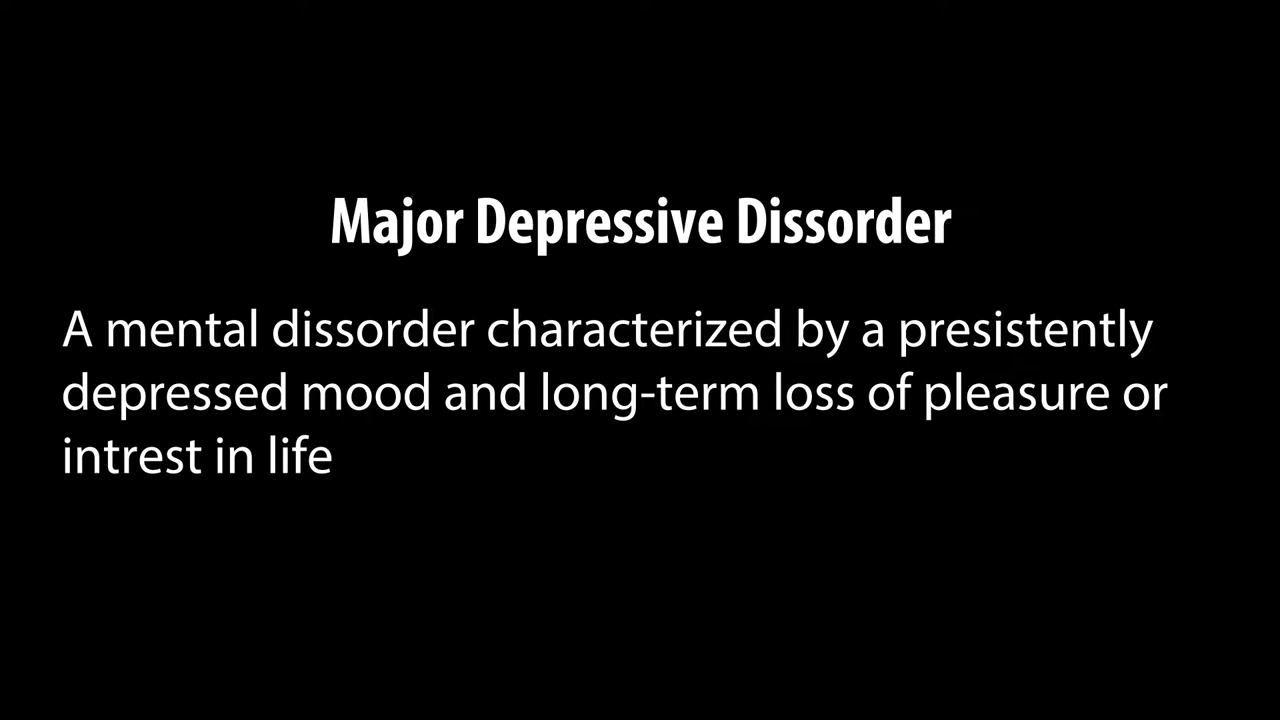 Major Depressive Dissorder
A mental dissorder characterized by a presistently
depressed mood and long-term loss of pleasure or
intrest in life